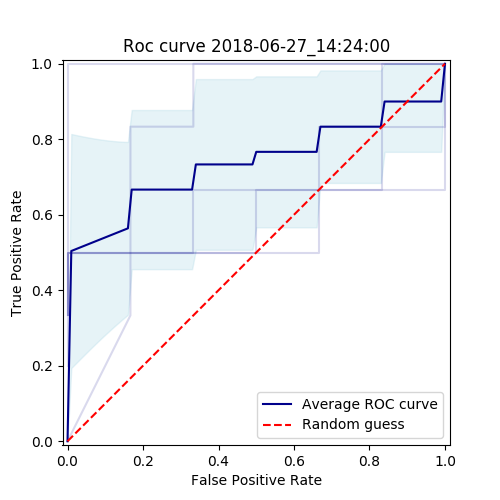 Roc curve 2018-06-27_14:24:00
True Positive Rate
1.0
0.8
0.6
0.4
0.2
0.0
0.0 0.2 0.4 0.6 0.8 1.0
False Positive Rate
Average ROC curve
Random guess